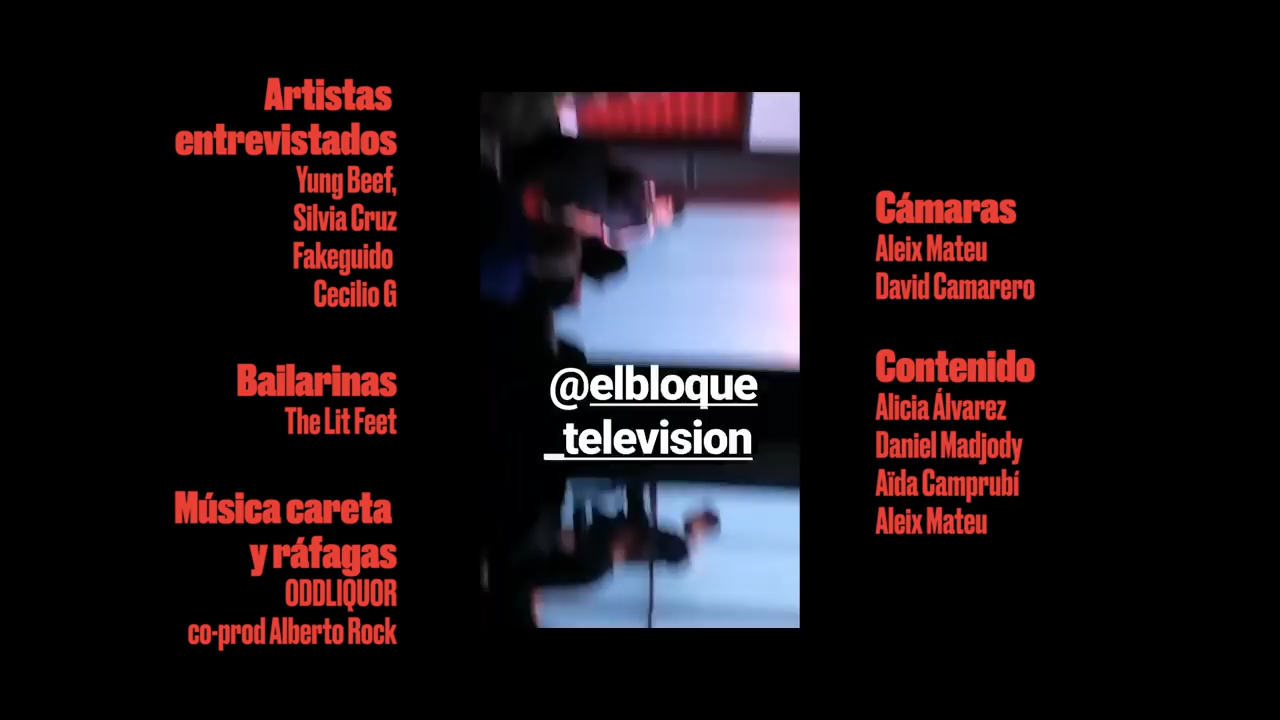 Artistas
entrevistados
Yung Beef,
Silvia Cruz
Fakeguido
Cecilio G
Bailarinas
The Lit Feet
Música careta
y ráfagas
ODDLIQUOR
co-prod Alberto Rock
@elbloque
_television
Cámaras
Aleix Mateu
David Camarero
Contenido
Alicia Álvarez
Daniel Madjody
Aïda Camprubí
Aleix Mateu